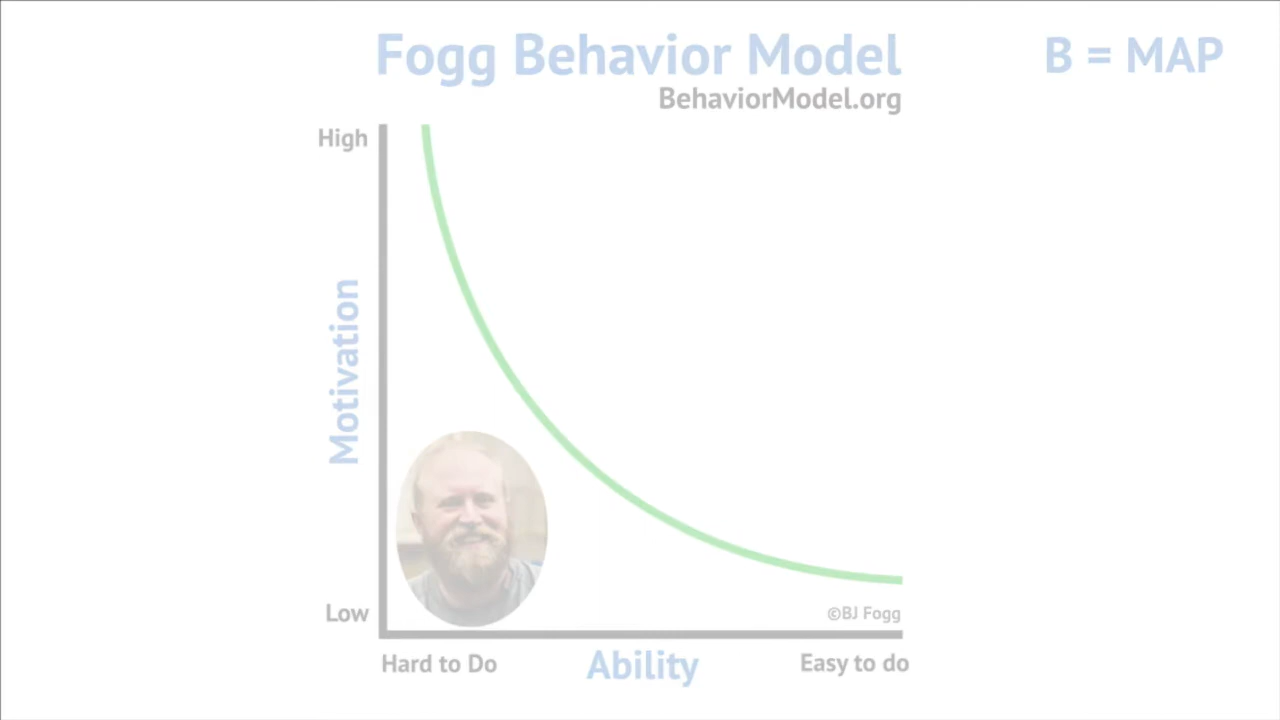 Fogg Behavior Model
B = MAP
BehaviorModel.org
High
Motivation
Low
©BJ Fogg
Hard to Do
Ability
Easy to do